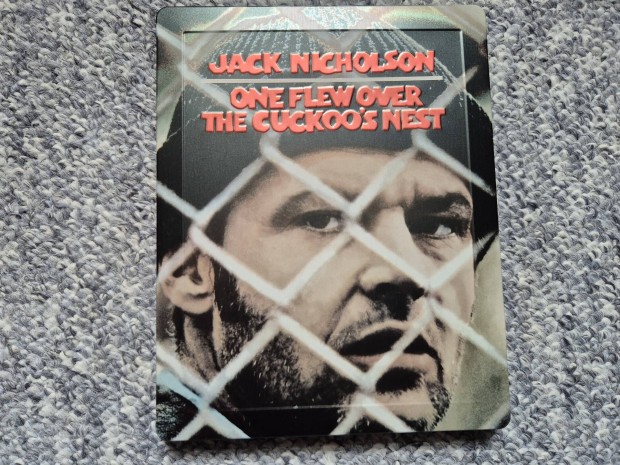 JACK NICHOLSON
ONE FLEW OVER
THE CUCKOO'S NEST